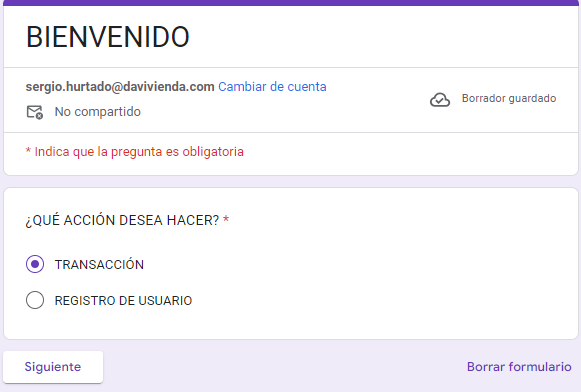 BIENVENIDO
sergio.hurtado@davivienda.com Cambiar de cuenta
No compartido
Borrador guardado
* Indica que la pregunta es obligatoria
¿QUÉ ACCIÓN DESEA HACER? *
TRANSACCIÓN
REGISTRO DE USUARIO
Siguiente
Borrar formulario